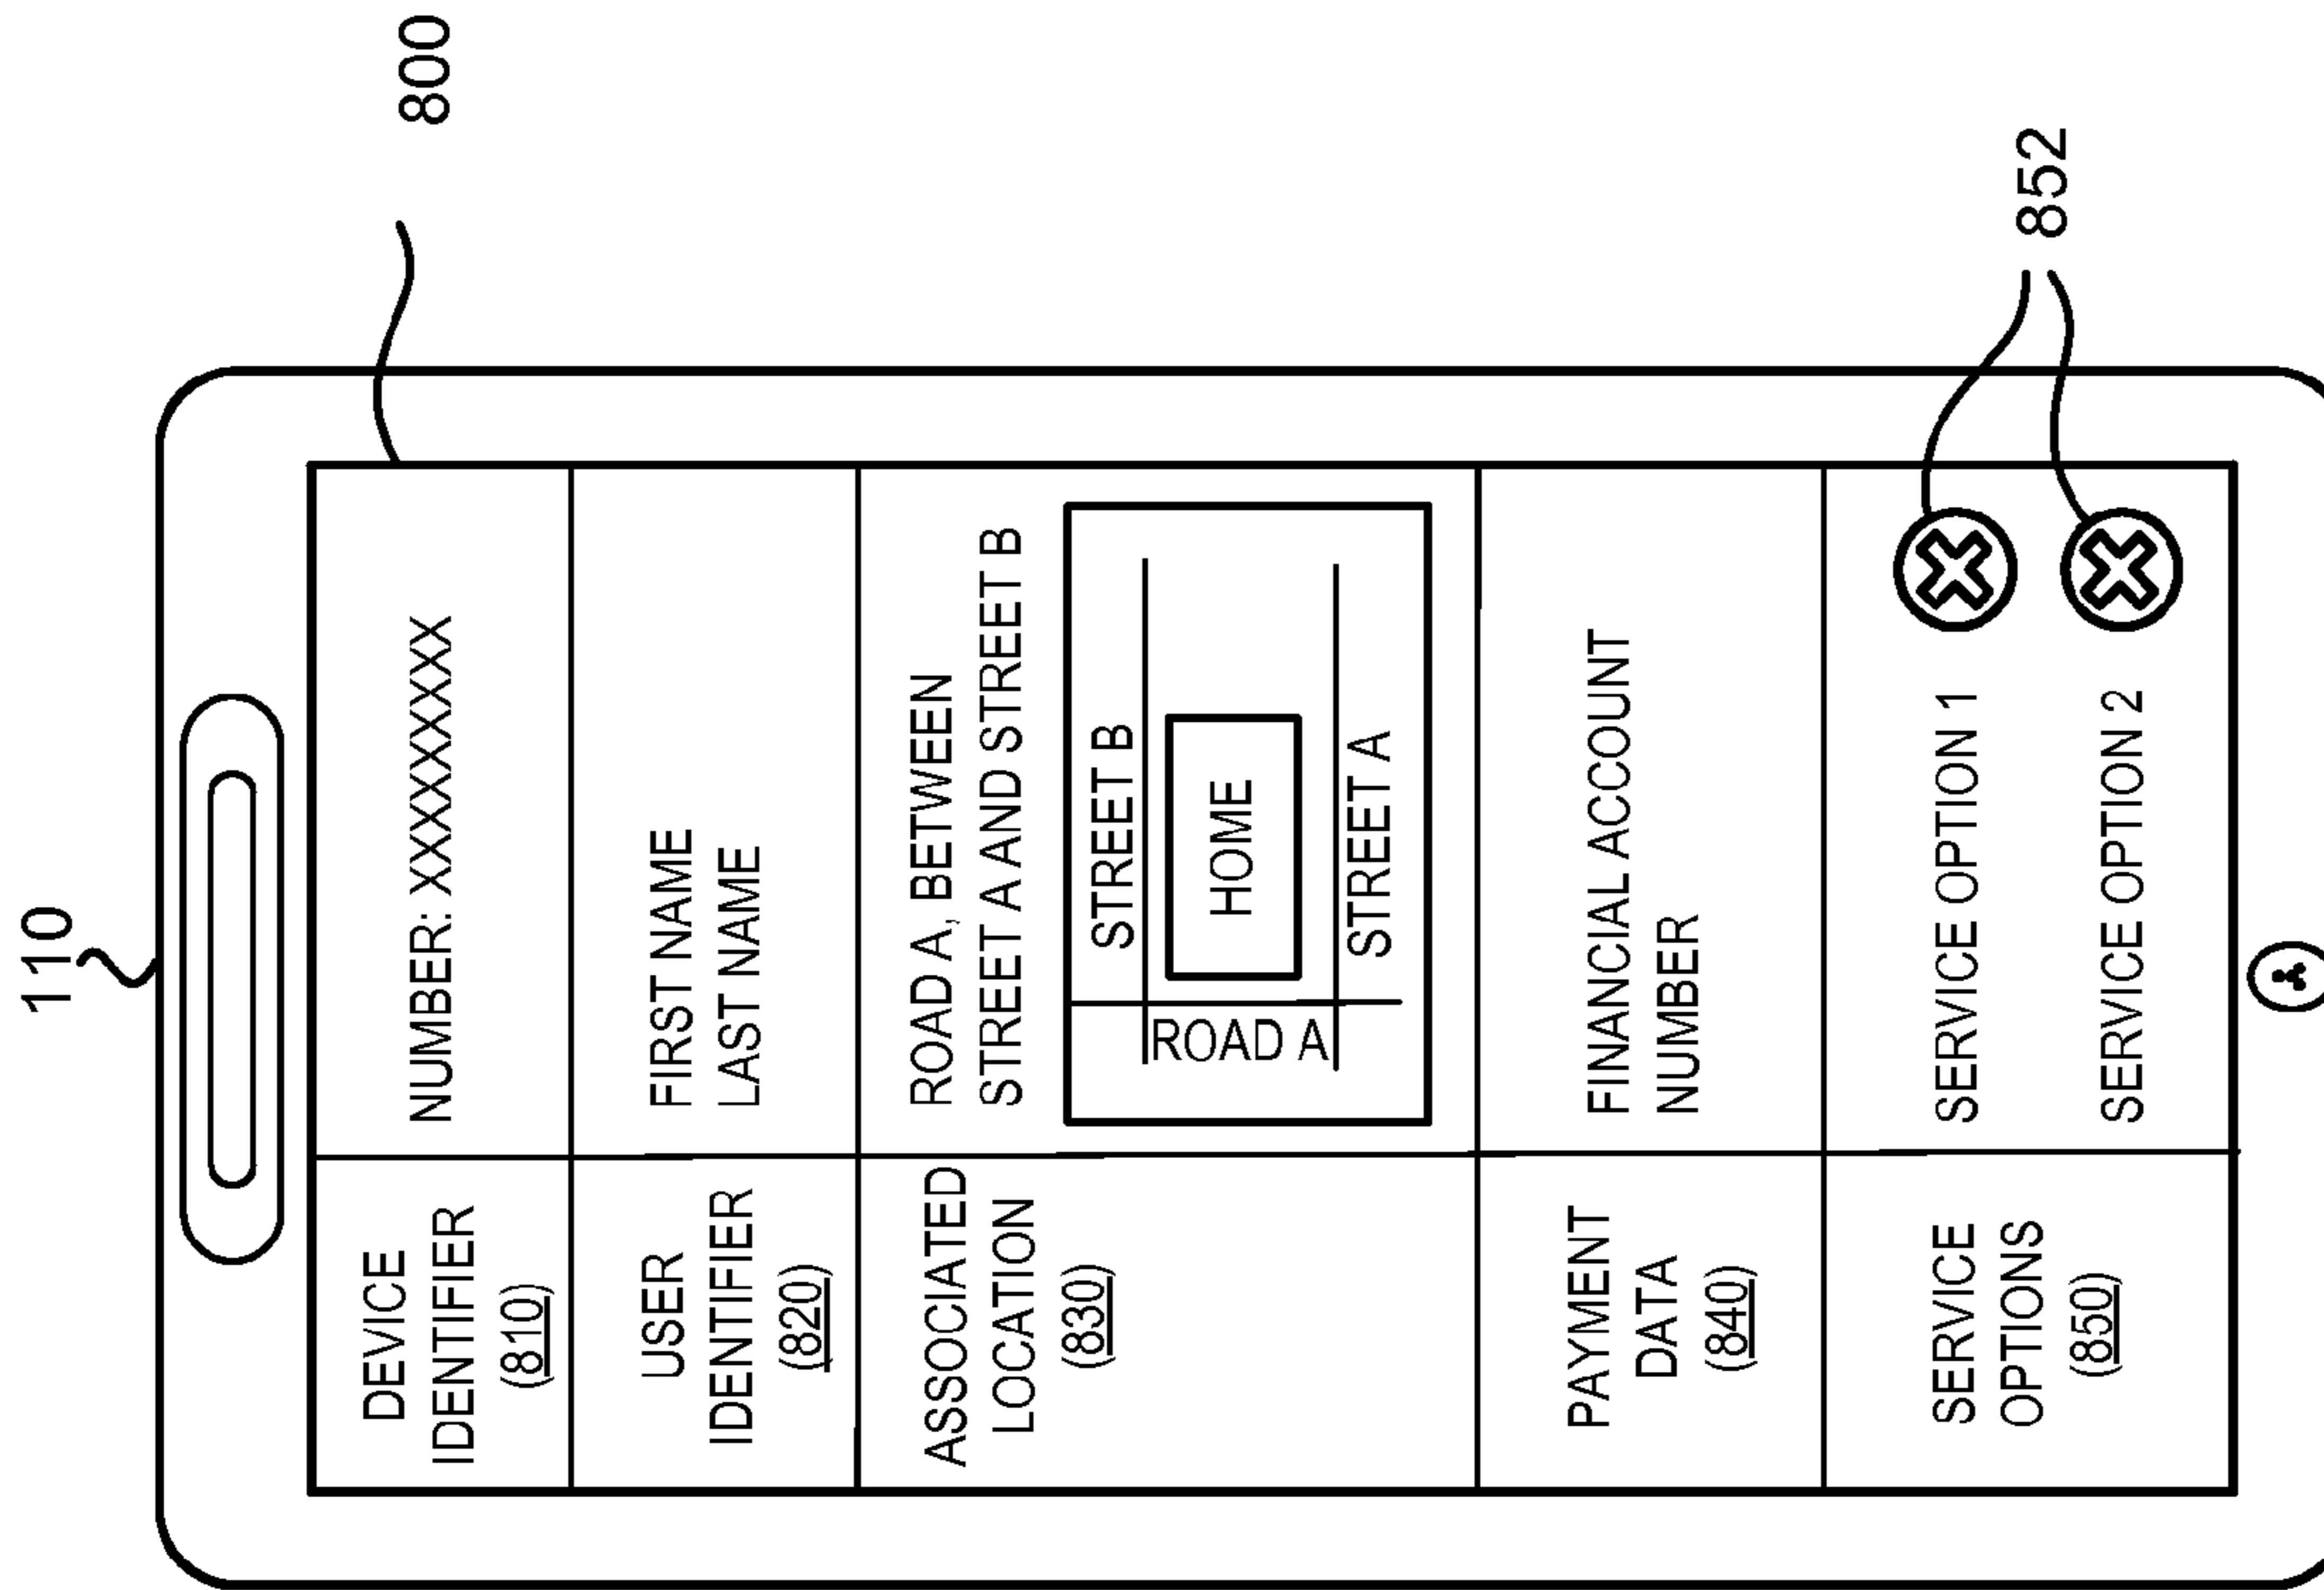 110
800
DEVICE
IDENTIFIER
(810)
NUMBER: XXXXXXXXX
USER
IDENTIFIER
(820)
FIRST NAME
LAST NAME
ASSOCIATED
LOCATION
(830)
ROAD A, BETWEEN
STREET A AND STREET B
STREET B
HOME
ROAD A
STREET A
PAYMENT
DATA
(840)
FINANCIAL ACCOUNT
NUMBER
SERVICE
OPTIONS
(850)
SERVICE OPTION 1
SERVICE OPTION 2
852